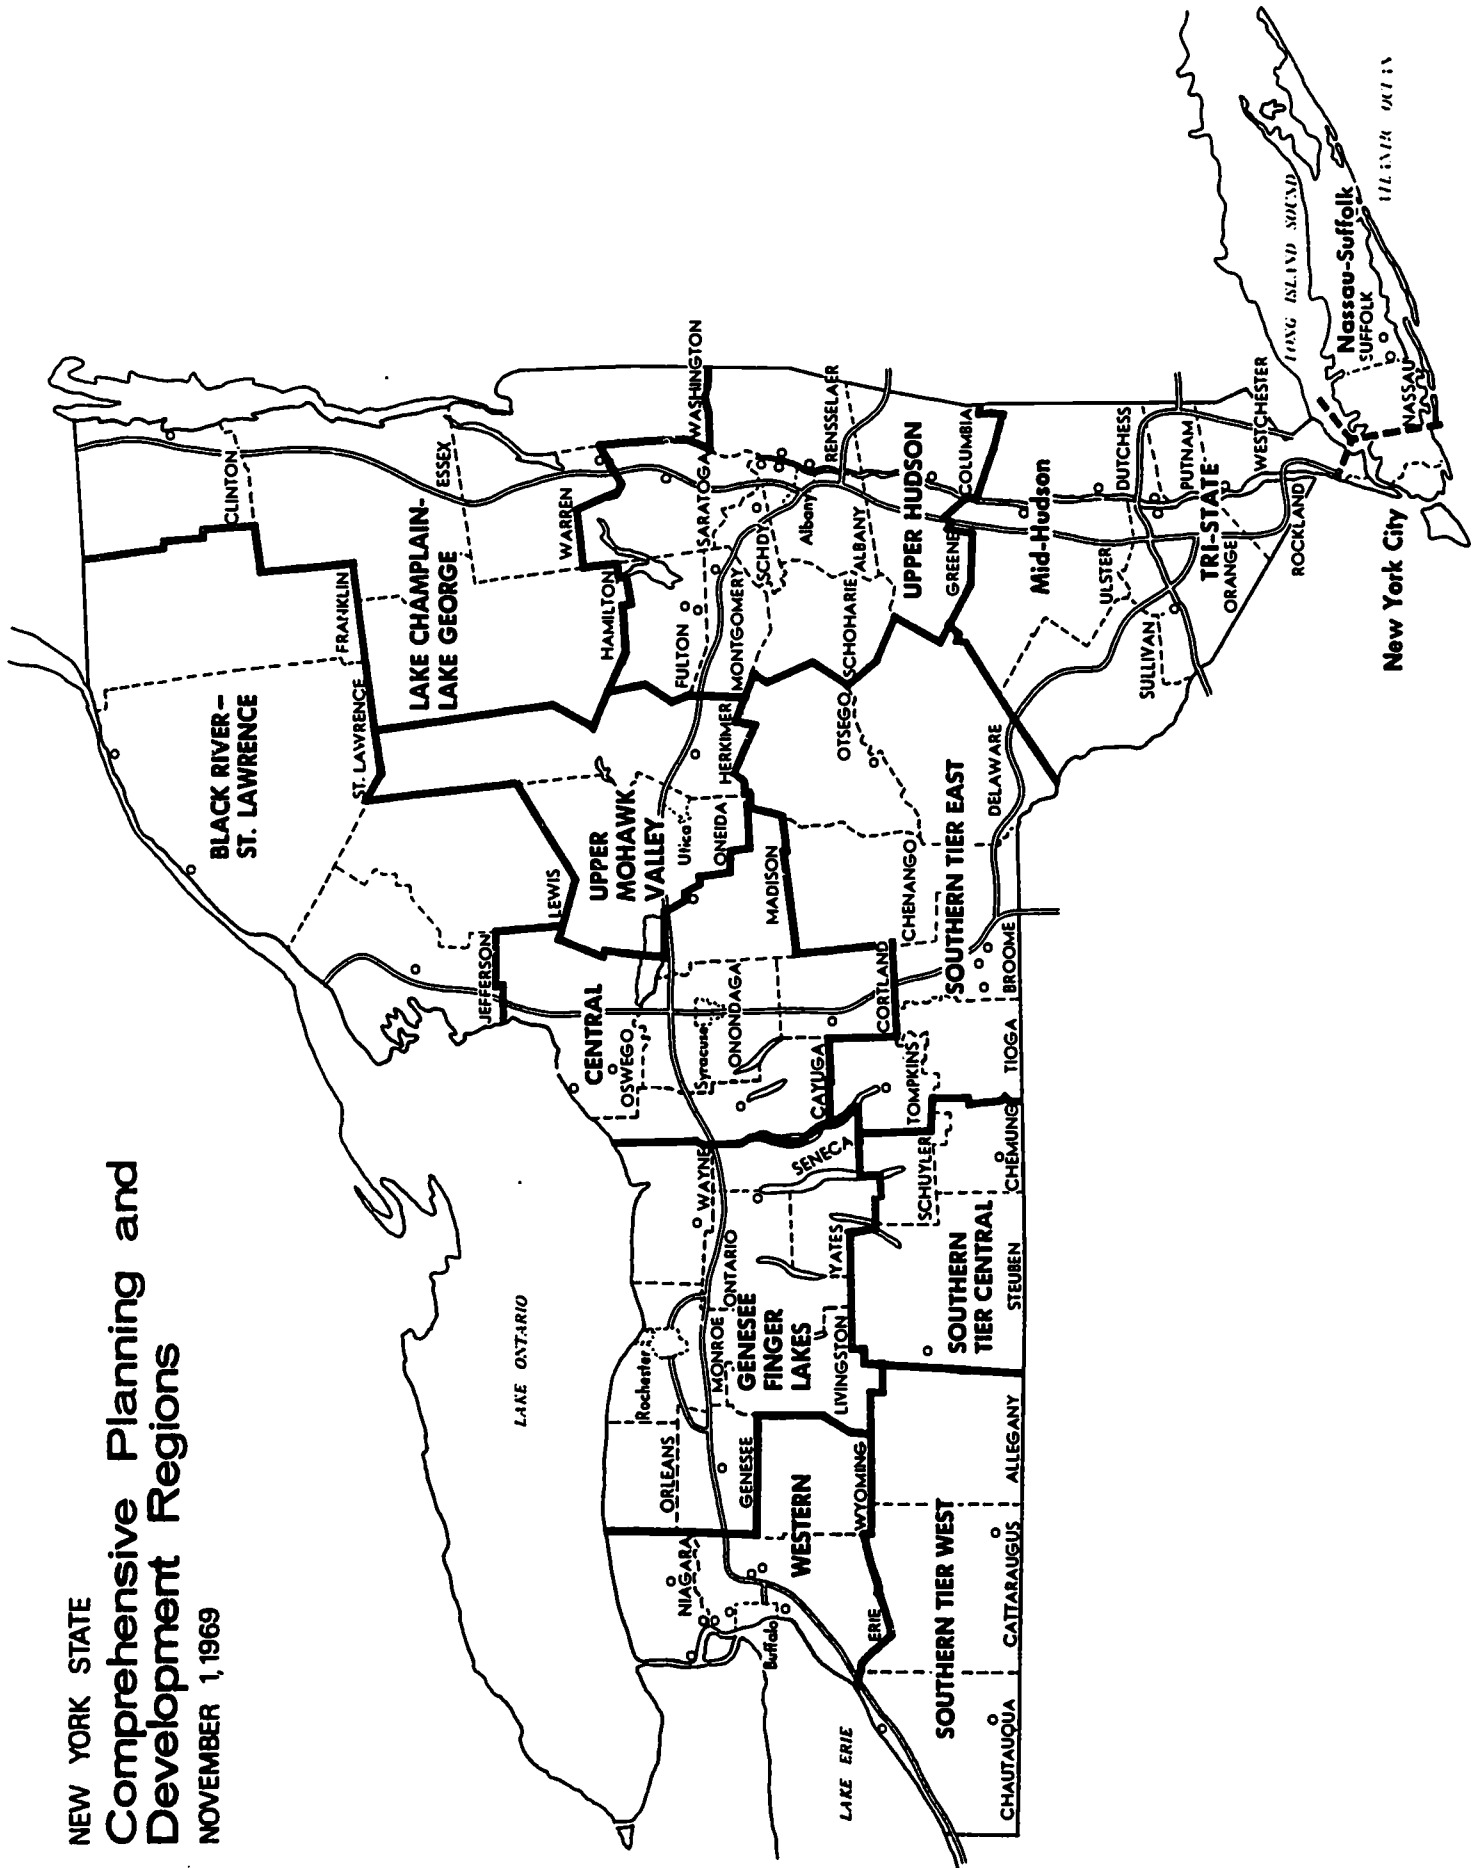 NEW YORK STATE
Comprehensive Planning and
Development Regions
NOVEMBER 1, 1969
LAKE ONTARIO
LAKE ERIE
BLACK RIVER–
ST. LAWRENCE
ST. LAWRENCE
FRANKLIN
JEFFERSON
LEWIS
LAKE CHAMPLAIN–
LAKE GEORGE
CLINTON
ESSEX
HAMILTON
WARREN
WASHINGTON
UPPER
MOHAWK
VALLEY
Utica
ONEIDA
HERKIMER
CENTRAL
OSWEGO
Syracuse
ONONDAGA
CAYUGA
CORTLAND
MADISON
GENESEE
FINGER
LAKES
Rochester
ORLEANS
MONROE
WAYNE
GENESEE
ONTARIO
LIVINGSTON
YATES
SENECA
WESTERN
NIAGARA
Buffalo
ERIE
WYOMING
SOUTHERN TIER WEST
CHAUTAUQUA
CATTARAUGUS
ALLEGANY
SOUTHERN
TIER CENTRAL
STEUBEN
SCHUYLER
CHEMUNG
SOUTHERN TIER EAST
TOMPKINS
TIOGA
BROOME
CHENANGO
OTSEGO
DELAWARE
UPPER HUDSON
FULTON
MONTGOMERY
SARATOGA
SCHDY
SCHOHARIE
Albany
ALBANY
RENSSELAER
GREENE
COLUMBIA
Mid-Hudson
ULSTER
DUTCHESS
SULLIVAN
TRI-STATE
ORANGE
PUTNAM
WESTCHESTER
ROCKLAND
New York City
Nassau-Suffolk
SUFFOLK
NASSAU
LONG ISLAND SOUND